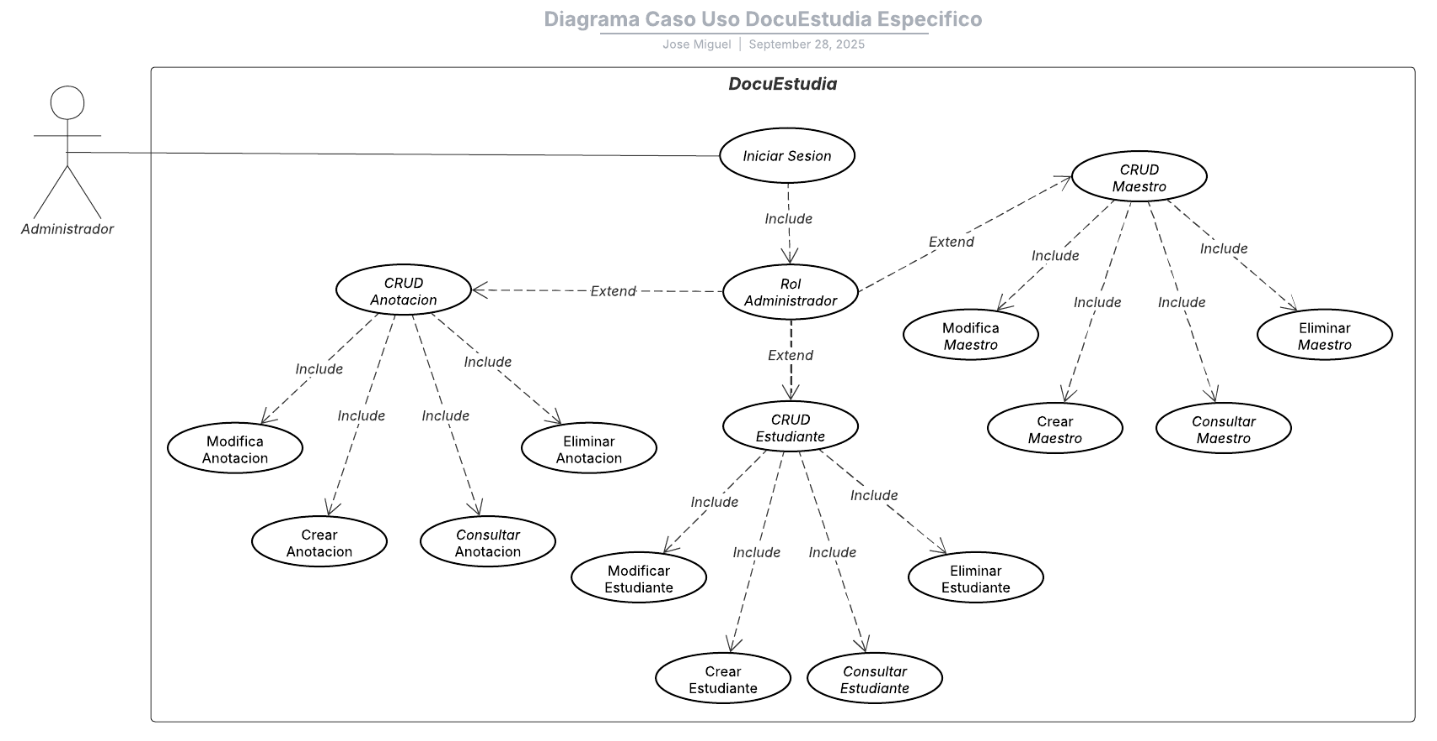 Diagrama Caso Uso DocuEstudia Especifico
Jose Miguel | September 28, 2025
DocuEstudia
Administrador
Iniciar Sesion
Include
Rol
Administrador
Extend
CRUD
Maestro
Include
Include
Include
Include
Modifica
Maestro
Crear
Maestro
Consultar
Maestro
Eliminar
Maestro
Extend
CRUD
Anotacion
Include
Include
Include
Include
Modifica
Anotacion
Crear
Anotacion
Consultar
Anotacion
Eliminar
Anotacion
Extend
CRUD
Estudiante
Include
Include
Include
Include
Modificar
Estudiante
Crear
Estudiante
Consultar
Estudiante
Eliminar
Estudiante